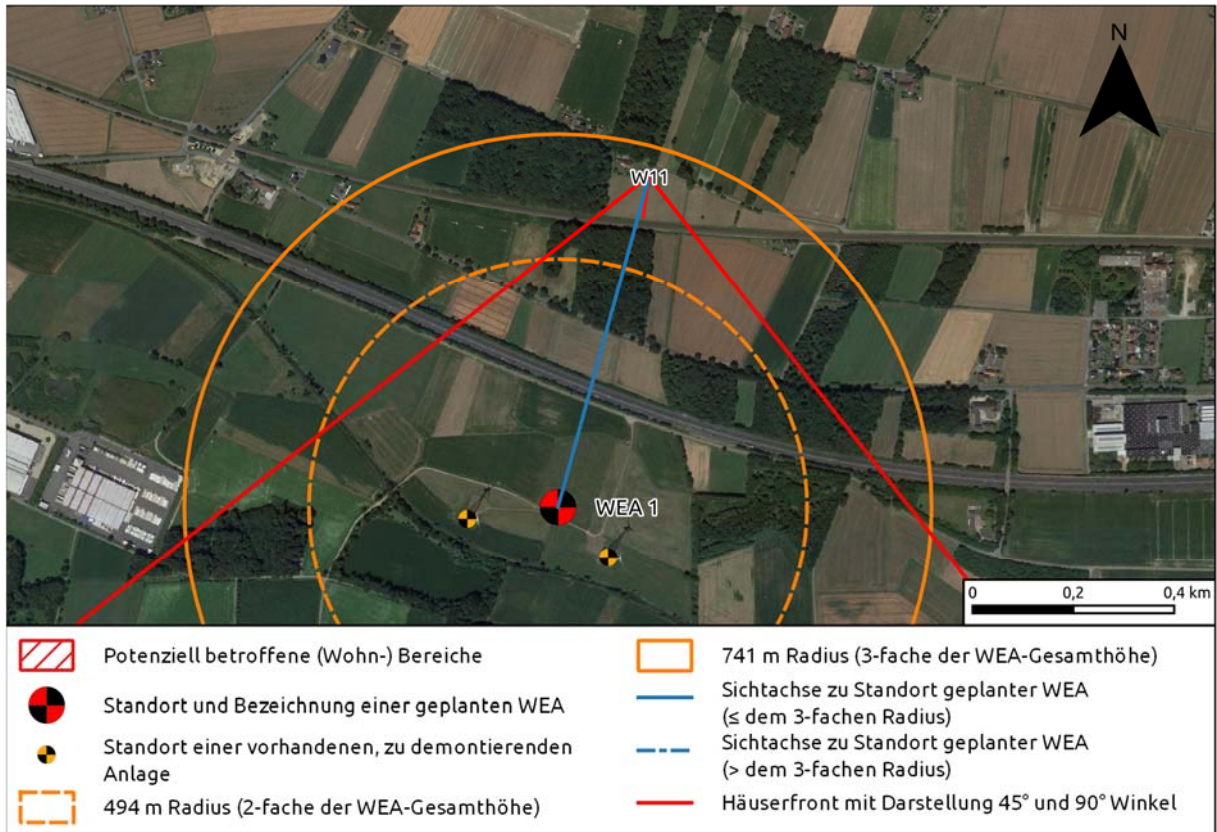 N
W11
WEA 1
0 0,2 0,4 km
Potenziell betroffene (Wohn-) Bereiche
Standort und Bezeichnung einer geplanten WEA
Standort einer vorhandenen, zu demontierenden
Anlage
494 m Radius (2-fache der WEA-Gesamthöhe)
741 m Radius (3-fache der WEA-Gesamthöhe)
Sichtachse zu Standort geplanter WEA
(≤ dem 3-fachen Radius)
Sichtachse zu Standort geplanter WEA
(> dem 3-fachen Radius)
Häuserfront mit Darstellung 45° und 90° Winkel